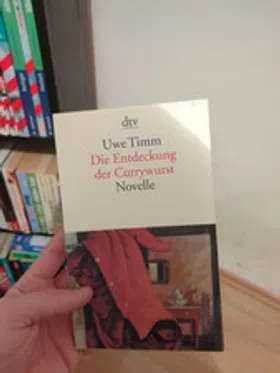 dtv
Uwe Timm
Die Entdeckung
der Currywurst
Novelle